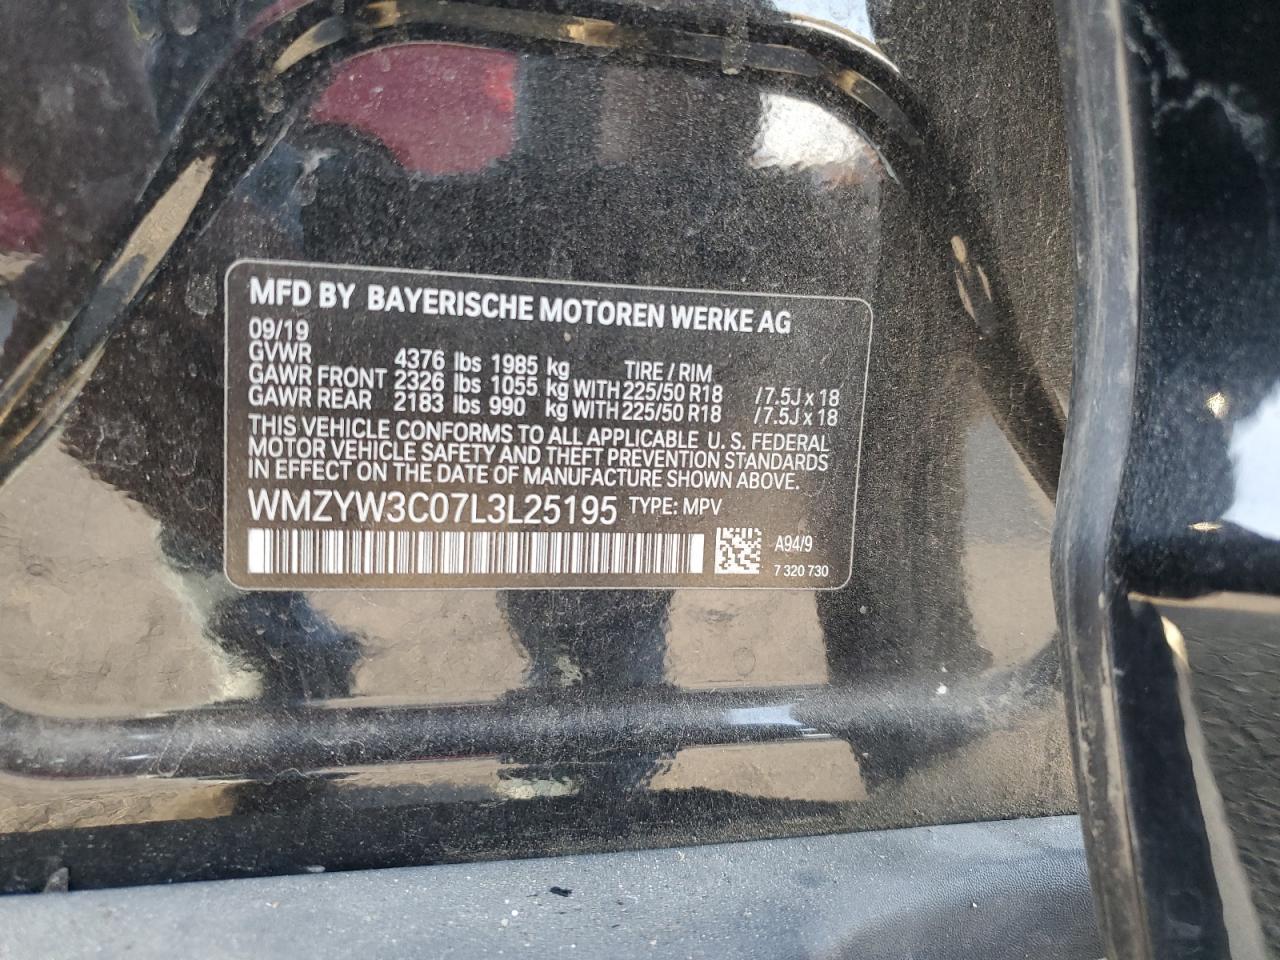 MFD BY BAYERISCHE MOTOREN WERKE AG
09/19
GVWR 4376 lbs 1985 kg TIRE / RIM
GAWR FRONT 2326 lbs 1055 kg WITH 225/50 R18 /7.5J x 18
GAWR REAR 2183 lbs 990 kg WITH 225/50 R18 /7.5J x 18
THIS VEHICLE CONFORMS TO ALL APPLICABLE U. S. FEDERAL
MOTOR VEHICLE SAFETY AND THEFT PREVENTION STANDARDS
IN EFFECT ON THE DATE OF MANUFACTURE SHOWN ABOVE.
WMZYW3C07L3L25195 TYPE: MPV
A94/9
7 320 730